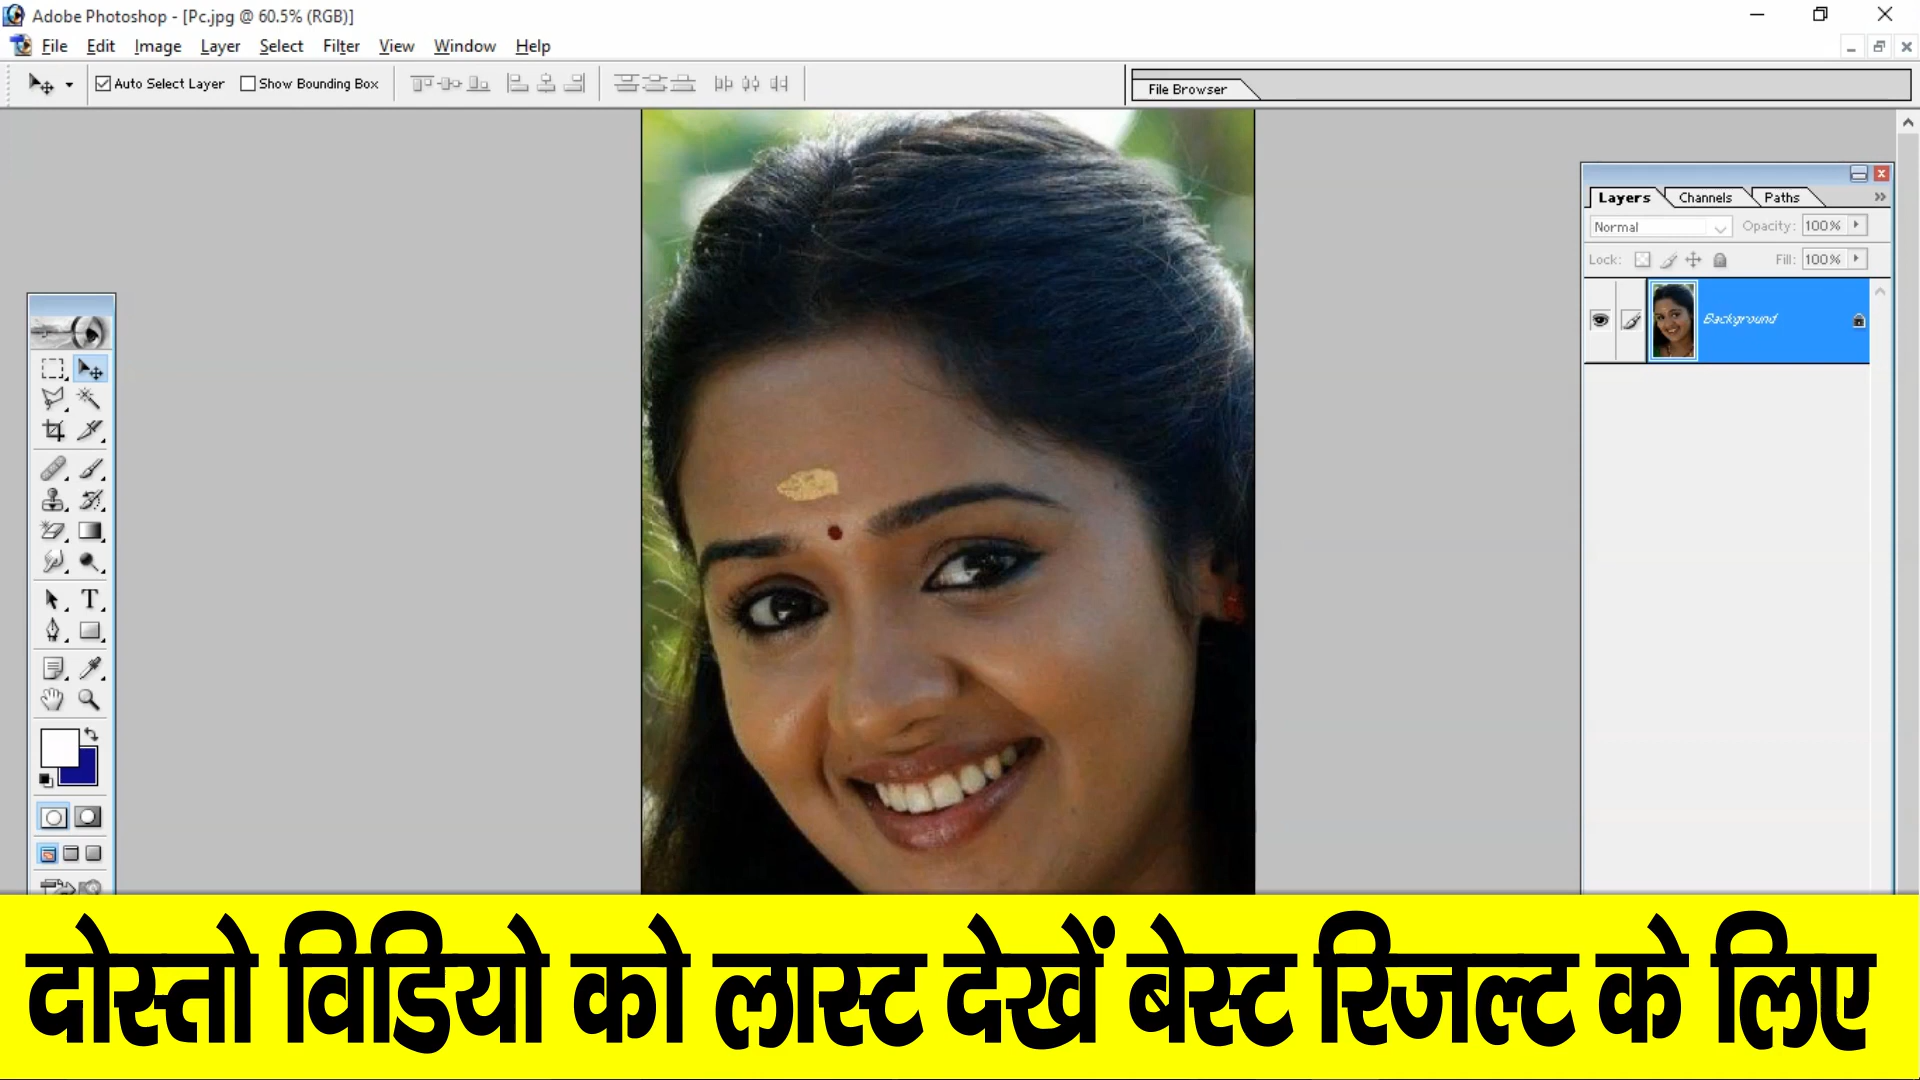 Adobe Photoshop - [Pc.jpg @ 60.5% (RGB)]
File Edit Image Layer Select Filter View Window Help
Auto Select Layer Show Bounding Box
File Browser
Layers Channels Paths
Normal Opacity: 100%
Lock: Fill: 100%
Background
T
दोस्तो विडियो को लास्ट देखें बेस्ट रिजल्ट के लिए